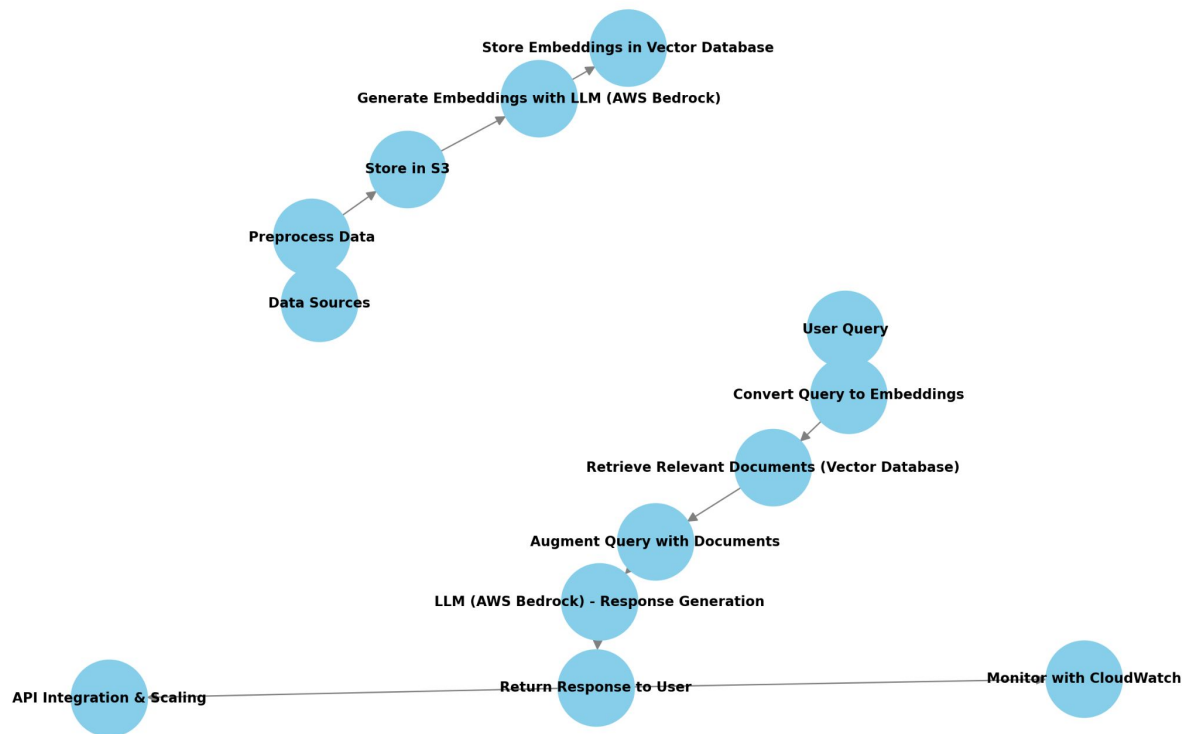 Store Embeddings in Vector Database
Generate Embeddings with LLM (AWS Bedrock)
Store in S3
Preprocess Data
Data Sources
User Query
Convert Query to Embeddings
Retrieve Relevant Documents (Vector Database)
Augment Query with Documents
LLM (AWS Bedrock) - Response Generation
Return Response to User
Monitor with CloudWatch
API Integration & Scaling